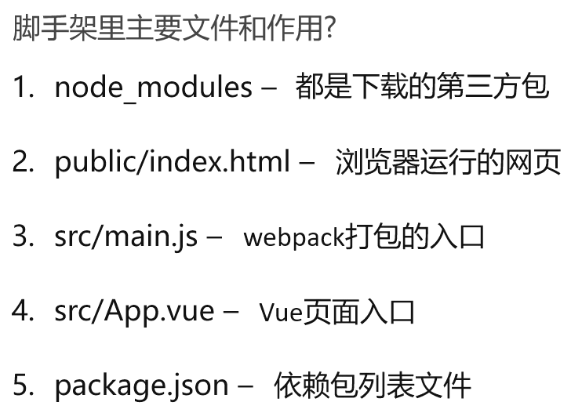 脚手架里主要文件和作用?
1. node_modules – 都是下载的第三方包
2. public/index.html – 浏览器运行的网页
3. src/main.js – webpack打包的入口
4. src/App.vue – Vue页面入口
5. package.json – 依赖包列表文件